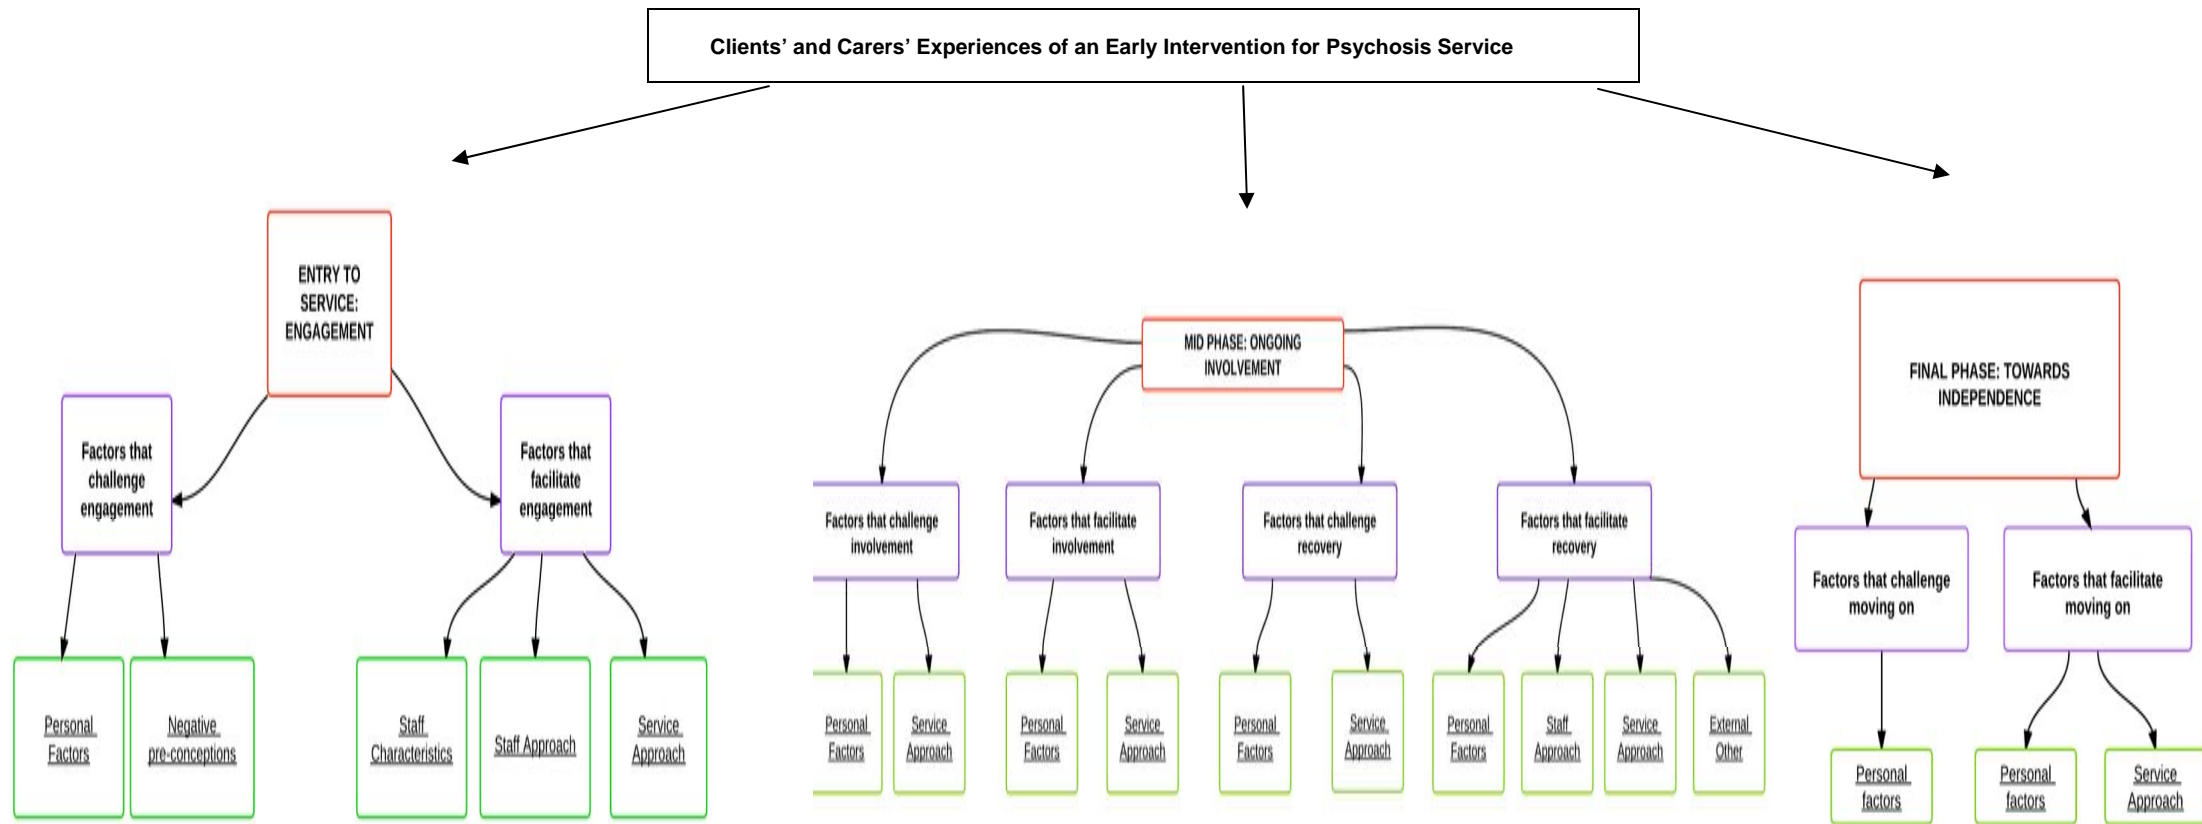 Clients’ and Carers’ Experiences of an Early Intervention for Psychosis Service
ENTRY TO
SERVICE:
ENGAGEMENT
Factors that
challenge
engagement
Factors that
facilitate
engagement
Personal
Factors
Negative
pre-conceptions
Staff
Characteristics
Staff Approach
Service
Approach
MID PHASE: ONGOING
INVOLVEMENT
Factors that challenge
involvement
Factors that facilitate
involvement
Factors that challenge
recovery
Factors that facilitate
recovery
Personal
Factors
Service
Approach
Personal
Factors
Service
Approach
Personal
Factors
Service
Approach
Personal
Factors
Staff
Approach
Service
Approach
External
Other
FINAL PHASE: TOWARDS
INDEPENDENCE
Factors that challenge
moving on
Factors that facilitate
moving on
Personal
factors
Personal
factors
Service
Approach